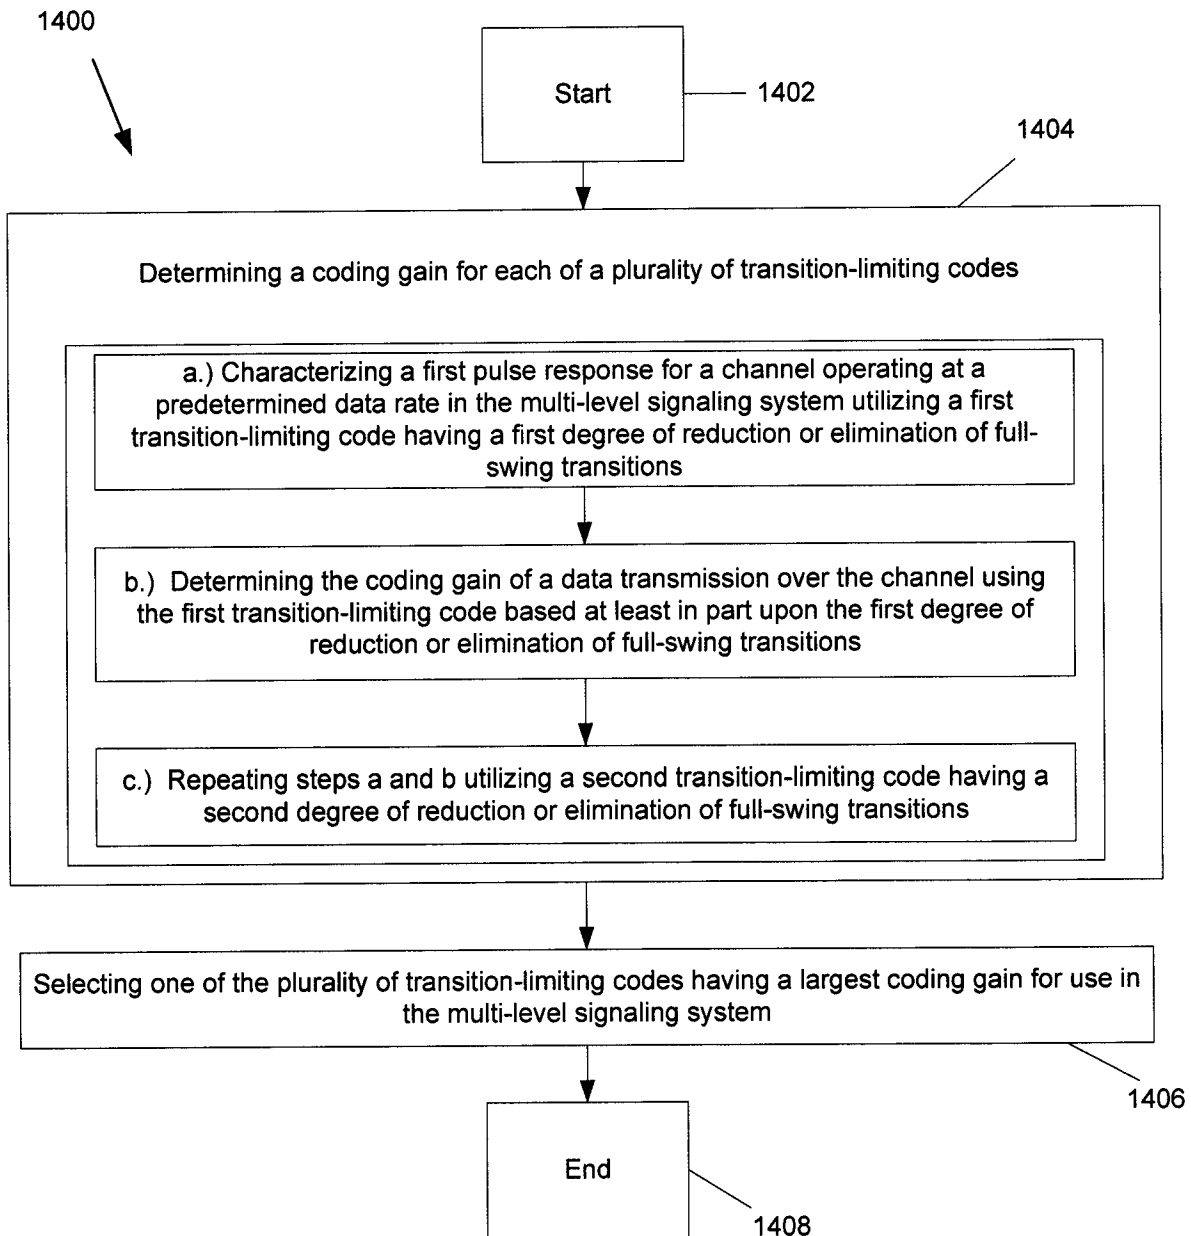 1400
Start
1402
1404
Determining a coding gain for each of a plurality of transition-limiting codes
a.) Characterizing a first pulse response for a channel operating at a
predetermined data rate in the multi-level signaling system utilizing a first
transition-limiting code having a first degree of reduction or elimination of full-
swing transitions
b.) Determining the coding gain of a data transmission over the channel using
the first transition-limiting code based at least in part upon the first degree of
reduction or elimination of full-swing transitions
c.) Repeating steps a and b utilizing a second transition-limiting code having a
second degree of reduction or elimination of full-swing transitions
Selecting one of the plurality of transition-limiting codes having a largest coding gain for use in
the multi-level signaling system
1406
End
1408